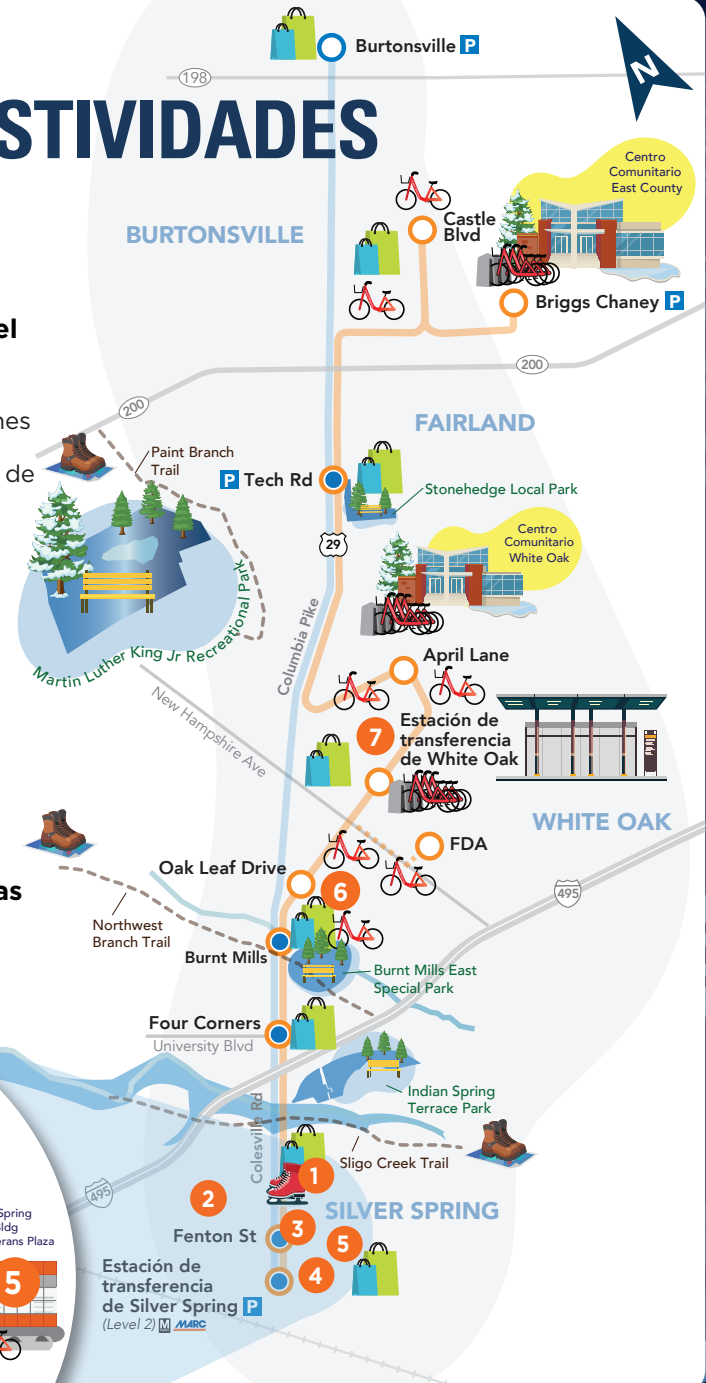 Burtonsville P
N
198
STIVIDADES
Centro
Comunitario
East County
Castle
Blvd
BURTONSVILLE
Briggs Chaney P
el
200
200
nes
FAIRLAND
Paint Branch
Trail
de
P Tech Rd
Stonehedge Local Park
Centro
Comunitario
White Oak
29
Martin Luther King Jr Recreational Park
Columbia Pike
April Lane
New Hampshire Ave
7
Estación de
transferencia
de White Oak
WHITE OAK
FDA
Oak Leaf Drive
6
495
as
Northwest
Branch Trail
Burnt Mills
Burnt Mills East
Special Park
Four Corners
University Blvd
Indian Spring
Terrace Park
Colesville Rd
Sligo Creek Trail
1
495
2
SILVER SPRING
Spring
Bldg
erans Plaza
Fenton St
3
5
5
4
Estación de
transferencia
de Silver Spring P
(Level 2) M MARC